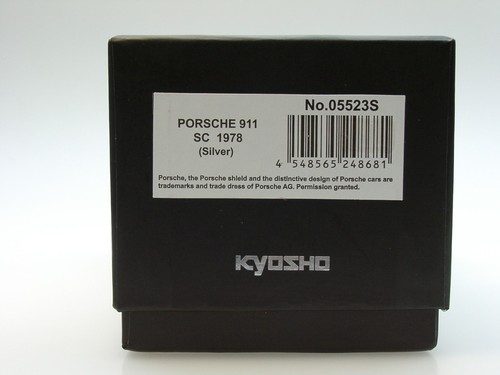 No.05523S
PORSCHE 911
SC 1978
(Silver)
4 548565 248681
Porsche, the Porsche shield and the distinctive design of Porsche cars are
trademarks and trade dress of Porsche AG. Permission granted.
KYOSHO